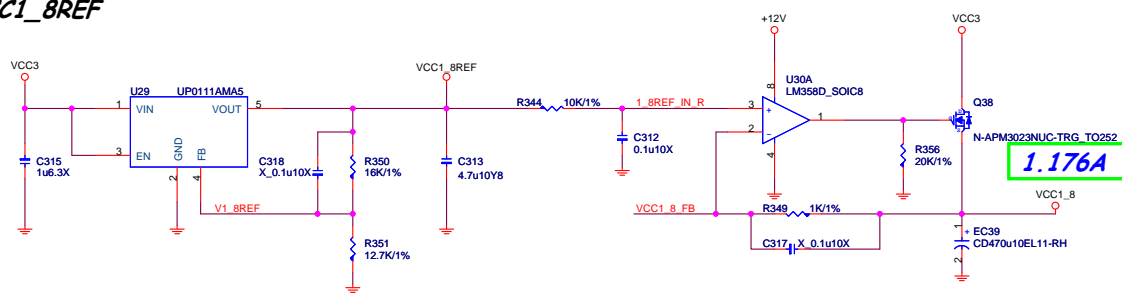 CC1_8REF
+12V
VCC3
VCC3
VCC1_8REF
U29
UP0111AMA5
U30A
LM358D_SOIC8
1
VIN
VOUT
5
R344
10K/1%
1_8REF_IN_R
3
+
8
1
Q38
2
-
4
3
EN
GND
FB
C318
X_0.1u10X
R350
16K/1%
C313
4.7u10Y8
C312
0.1u10X
R356
20K/1%
N-APM3023NUC-TRG_TO252
C315
1u6.3X
1.176A
2
4
V1_8REF
VCC1_8_FB
R349
1K/1%
VCC1_8
R351
12.7K/1%
C317
X_0.1u10X
1
+
EC39
CD470u10EL11-RH
2